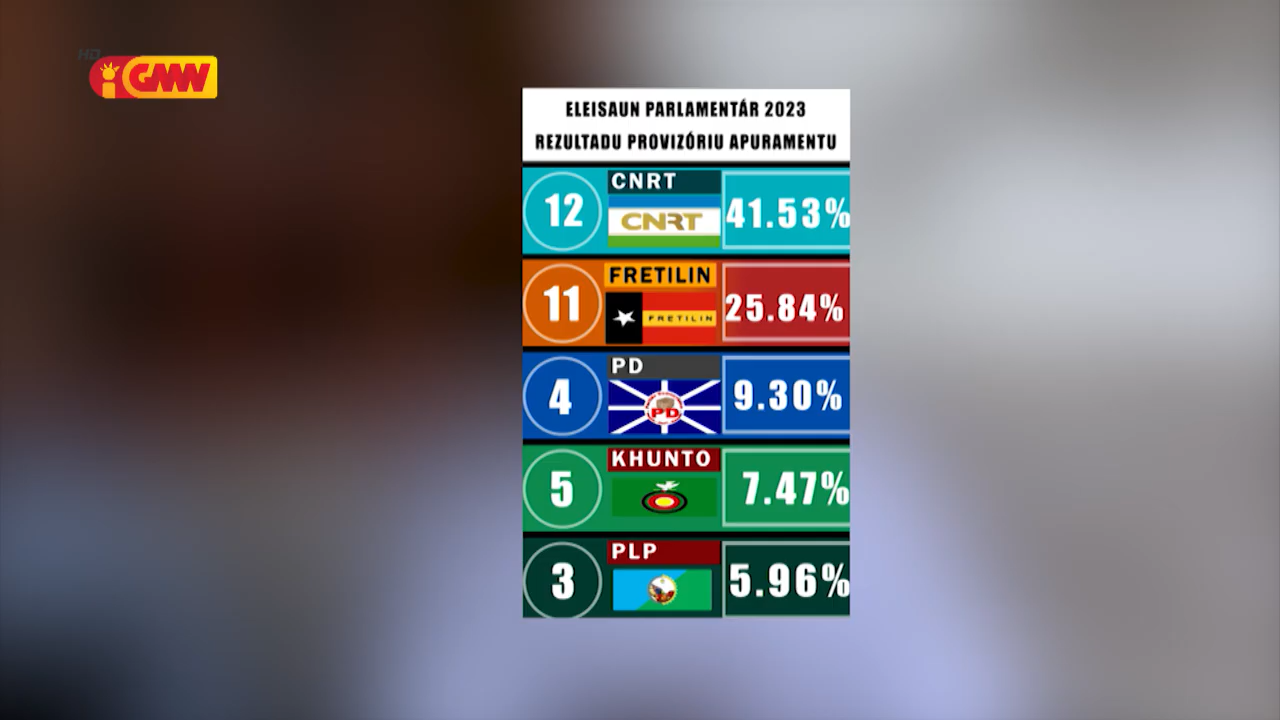 HD
GMN
ELEISAUN PARLAMENTÁR 2023
REZULTADU PROVIZÓRIU APURAMENTU
12 CNRT 41.53%
CNRT
11 FRETILIN 25.84%
FRETILIN
4 PD 9.30%
PD
5 KHUNTO 7.47%
3 PLP 5.96%